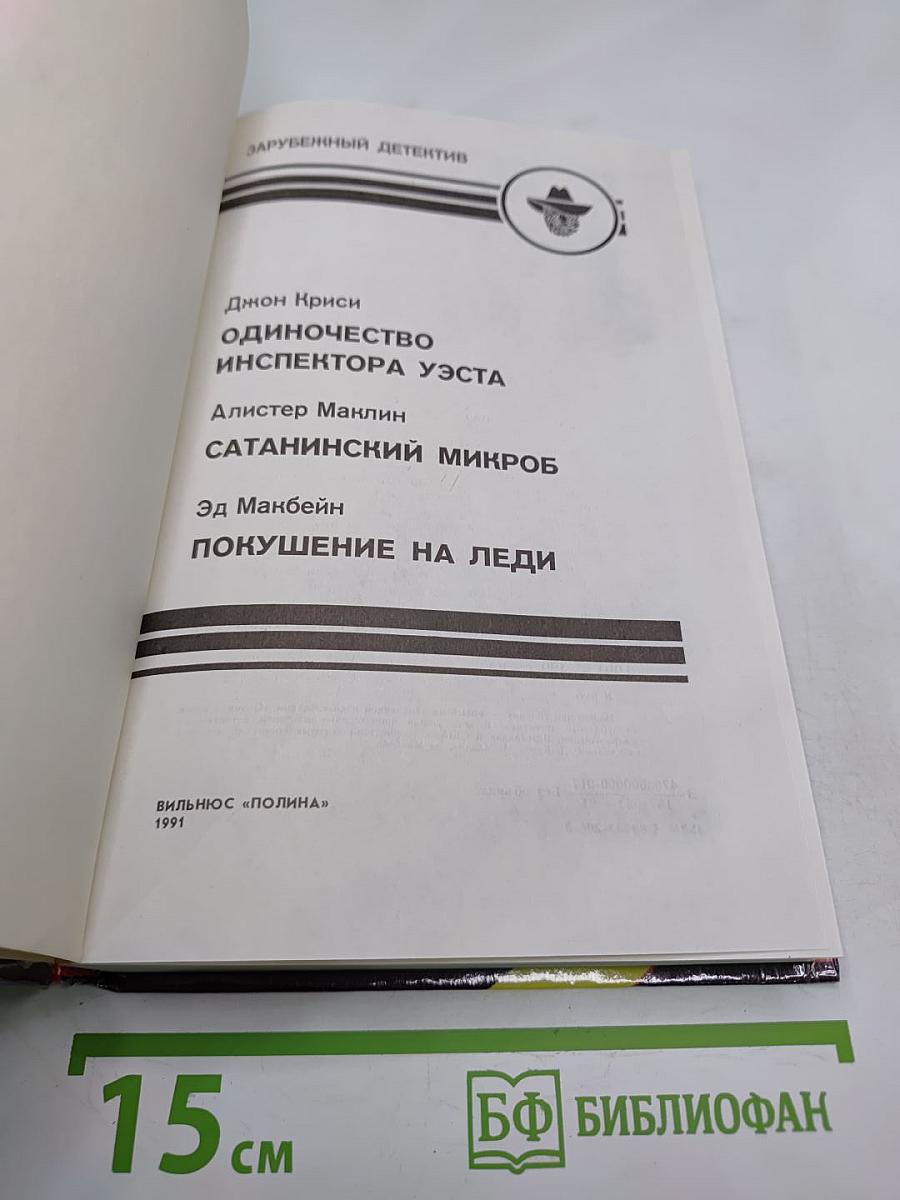 ЗАРУБЕЖНЫЙ ДЕТЕКТИВ
Джон Криси
ОДИНОЧЕСТВО
ИНСПЕКТОРА УЭСТА
Алистер Маклин
САТАНИНСКИЙ МИКРОБ
Эд Макбейн
ПОКУШЕНИЕ НА ЛЕДИ
ВИЛЬНЮС «ПОЛИНА»
1991
15 см
БФ БИБЛИОФАН